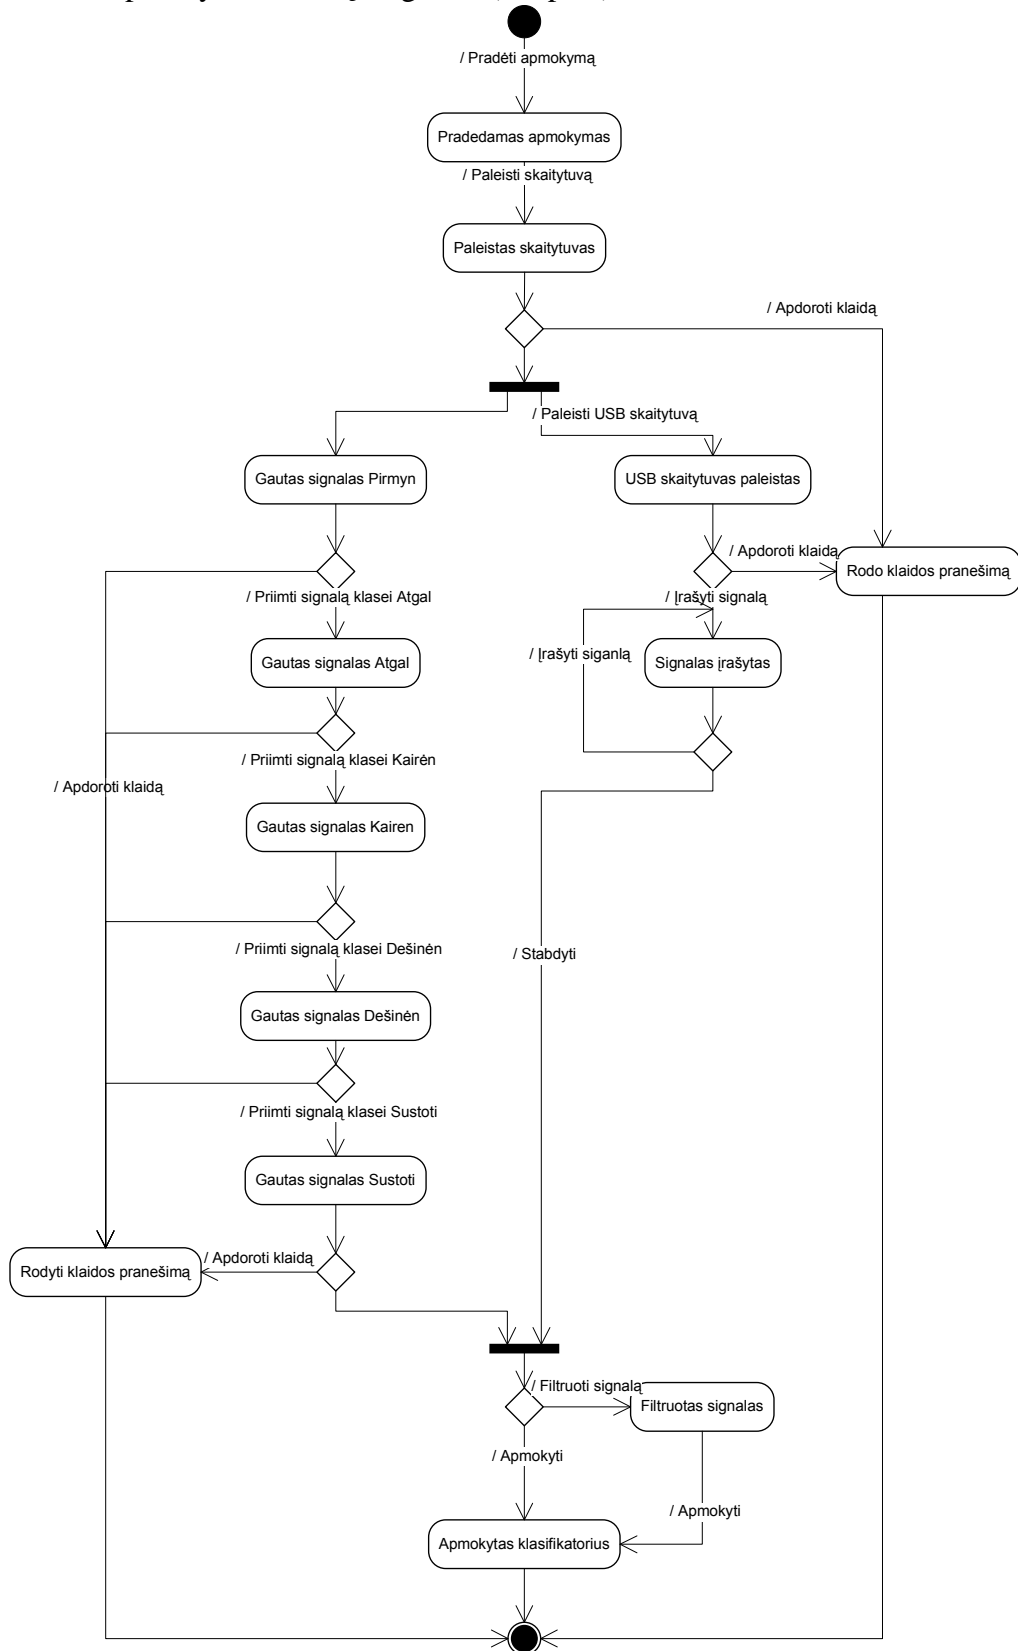 / Pradėti apmokymą
Pradedamas apmokymas
/ Paleisti skaitytuvą
Paleistas skaitytuvas
/ Apdoroti klaidą
/ Paleisti USB skaitytuvą
Gautas signalas Pirmyn
USB skaitytuvas paleistas
/ Apdoroti klaidą
Rodo klaidos pranešimą
/ Priimti signalą klasei Atgal
/ Įrašyti signalą
Gautas signalas Atgal
/ Įrašyti siganlą
Signalas įrašytas
/ Priimti signalą klasei Kairėn
/ Apdoroti klaidą
Gautas signalas Kairen
/ Priimti signalą klasei Dešinėn
/ Stabdyti
Gautas signalas Dešinėn
/ Priimti signalą klasei Sustoti
Gautas signalas Sustoti
/ Apdoroti klaidą
Rodyti klaidos pranešimą
/ Filtruoti signalą
Filtruotas signalas
/ Apmokyti
/ Apmokyti
Apmokytas klasifikatorius